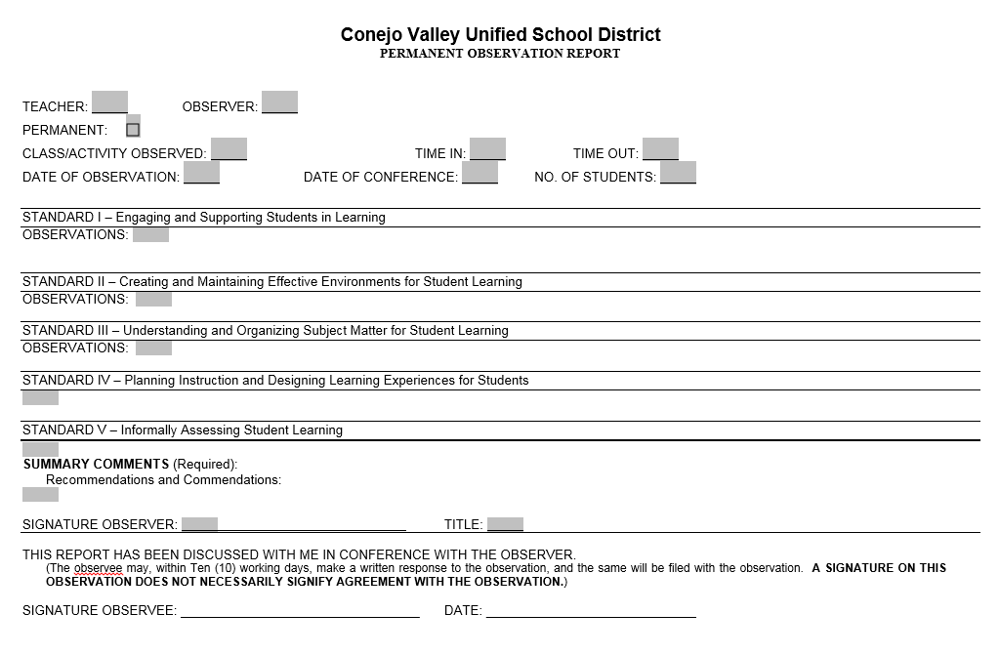 Conejo Valley Unified School District
PERMANENT OBSERVATION REPORT
TEACHER: OBSERVER:
PERMANENT:
CLASS/ACTIVITY OBSERVED: TIME IN: TIME OUT:
DATE OF OBSERVATION: DATE OF CONFERENCE: NO. OF STUDENTS:
STANDARD I – Engaging and Supporting Students in Learning
OBSERVATIONS:
STANDARD II – Creating and Maintaining Effective Environments for Student Learning
OBSERVATIONS:
STANDARD III – Understanding and Organizing Subject Matter for Student Learning
OBSERVATIONS:
STANDARD IV – Planning Instruction and Designing Learning Experiences for Students
STANDARD V – Informally Assessing Student Learning
SUMMARY COMMENTS (Required):
Recommendations and Commendations:
SIGNATURE OBSERVER: TITLE:
THIS REPORT HAS BEEN DISCUSSED WITH ME IN CONFERENCE WITH THE OBSERVER.
(The observee may, within Ten (10) working days, make a written response to the observation, and the same will be filed with the observation. A SIGNATURE ON THIS
OBSERVATION DOES NOT NECESSARILY SIGNIFY AGREEMENT WITH THE OBSERVATION.)
SIGNATURE OBSERVEE: DATE: